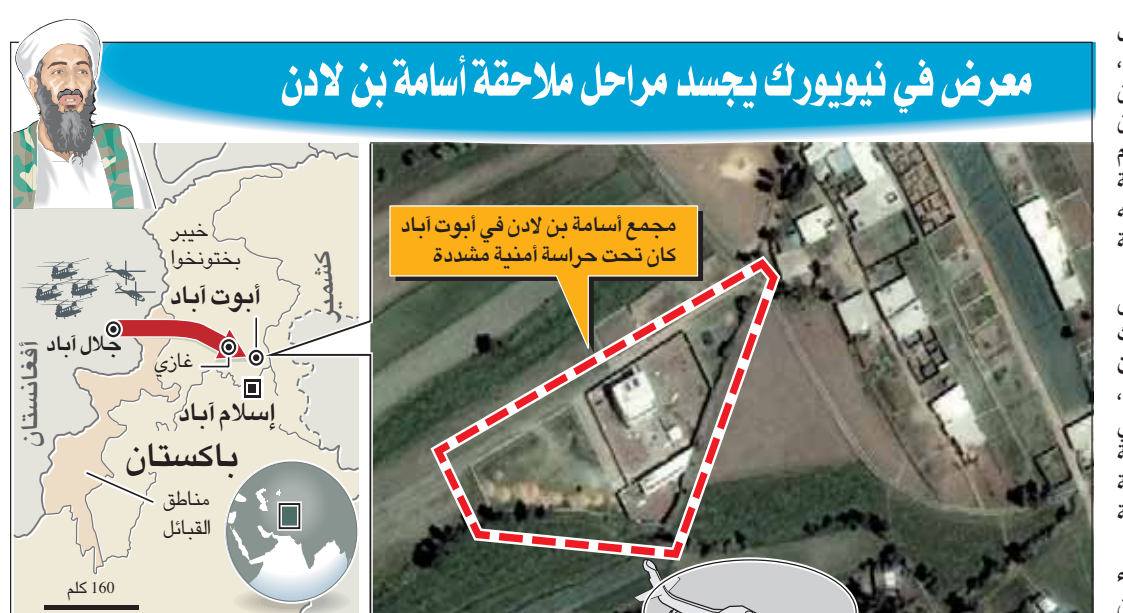 معرض في نيويورك يجسد مراحل ملاحقة أسامة بن لادن
مجمع أسامة بن لادن في أبوت آباد
كان تحت حراسة أمنية مشددة
خيبر
بختونخوا
كشمير
أبوت آباد
جلال آباد
غازي
أفغانستان
إسلام آباد
باكستان
مناطق
القبائل
160 كلم